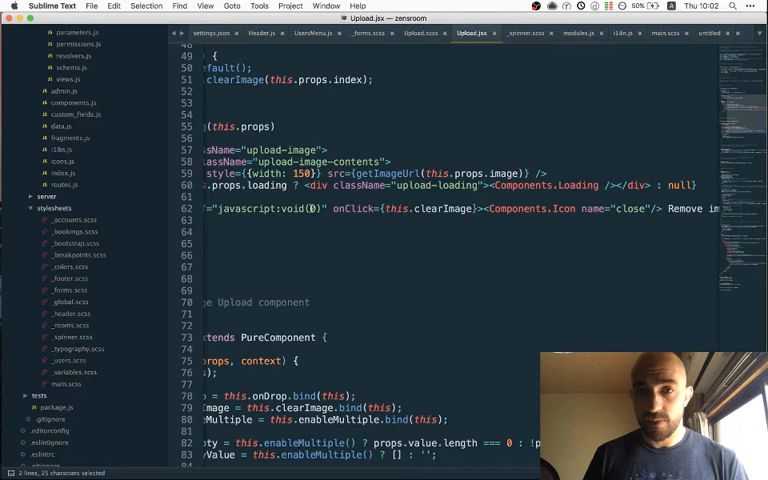 Sublime Text File Edit Selection Find View Goto Tools Project Window Help 50% Thu 10:02
Upload.jsx — zensroom
settings.json Header.js UsersMenu.js _forms.scss Upload.scss Upload.jsx _spinner.scss modules.js i18n.js main.scss untitled
parameters.js
permissions.js
resolvers.js
schema.js
views.js
admin.js
components.js
custom_fields.js
data.js
fragments.js
i18n.js
icons.js
index.js
routes.js
server
stylesheets
_accounts.scss
_bookings.scss
_bootstrap.scss
_breakpoints.scss
_colors.scss
_footer.scss
_forms.scss
_global.scss
_header.scss
_rooms.scss
_spinner.scss
_typography.scss
_users.scss
_variables.scss
main.scss
tests
package.js
.gitignore
.editorconfig
.eslintignore
.eslintrc
.gitignore
48
49 ) {
50 efault();
51 clearImage(this.props.index);
52
53
54
55 g(this.props)
56
57 ssName="upload-image">
58 lassName="upload-image-contents">
59 style={{width: 150}} src={getImageUrl(this.props.image)} />
60 s.props.loading ? <div className="upload-loading"><Components.Loading /></div> : null}
61
62 f="javascript:void(0)" onClick={this.clearImage}><Components.Icon name="close"/> Remove im
63
64
65
66
67
68
69
70 ge Upload component
71
72
73 xtends PureComponent {
74
75 props, context) {
76 s);
77
78 p = this.onDrop.bind(this);
79 Image = this.clearImage.bind(this);
80 eMultiple = this.enableMultiple.bind(this);
81
82 pty = this.enableMultiple() ? props.value.length === 0 : !p
83 yValue = this.enableMultiple() ? [] : '';
2 lines, 25 characters selected